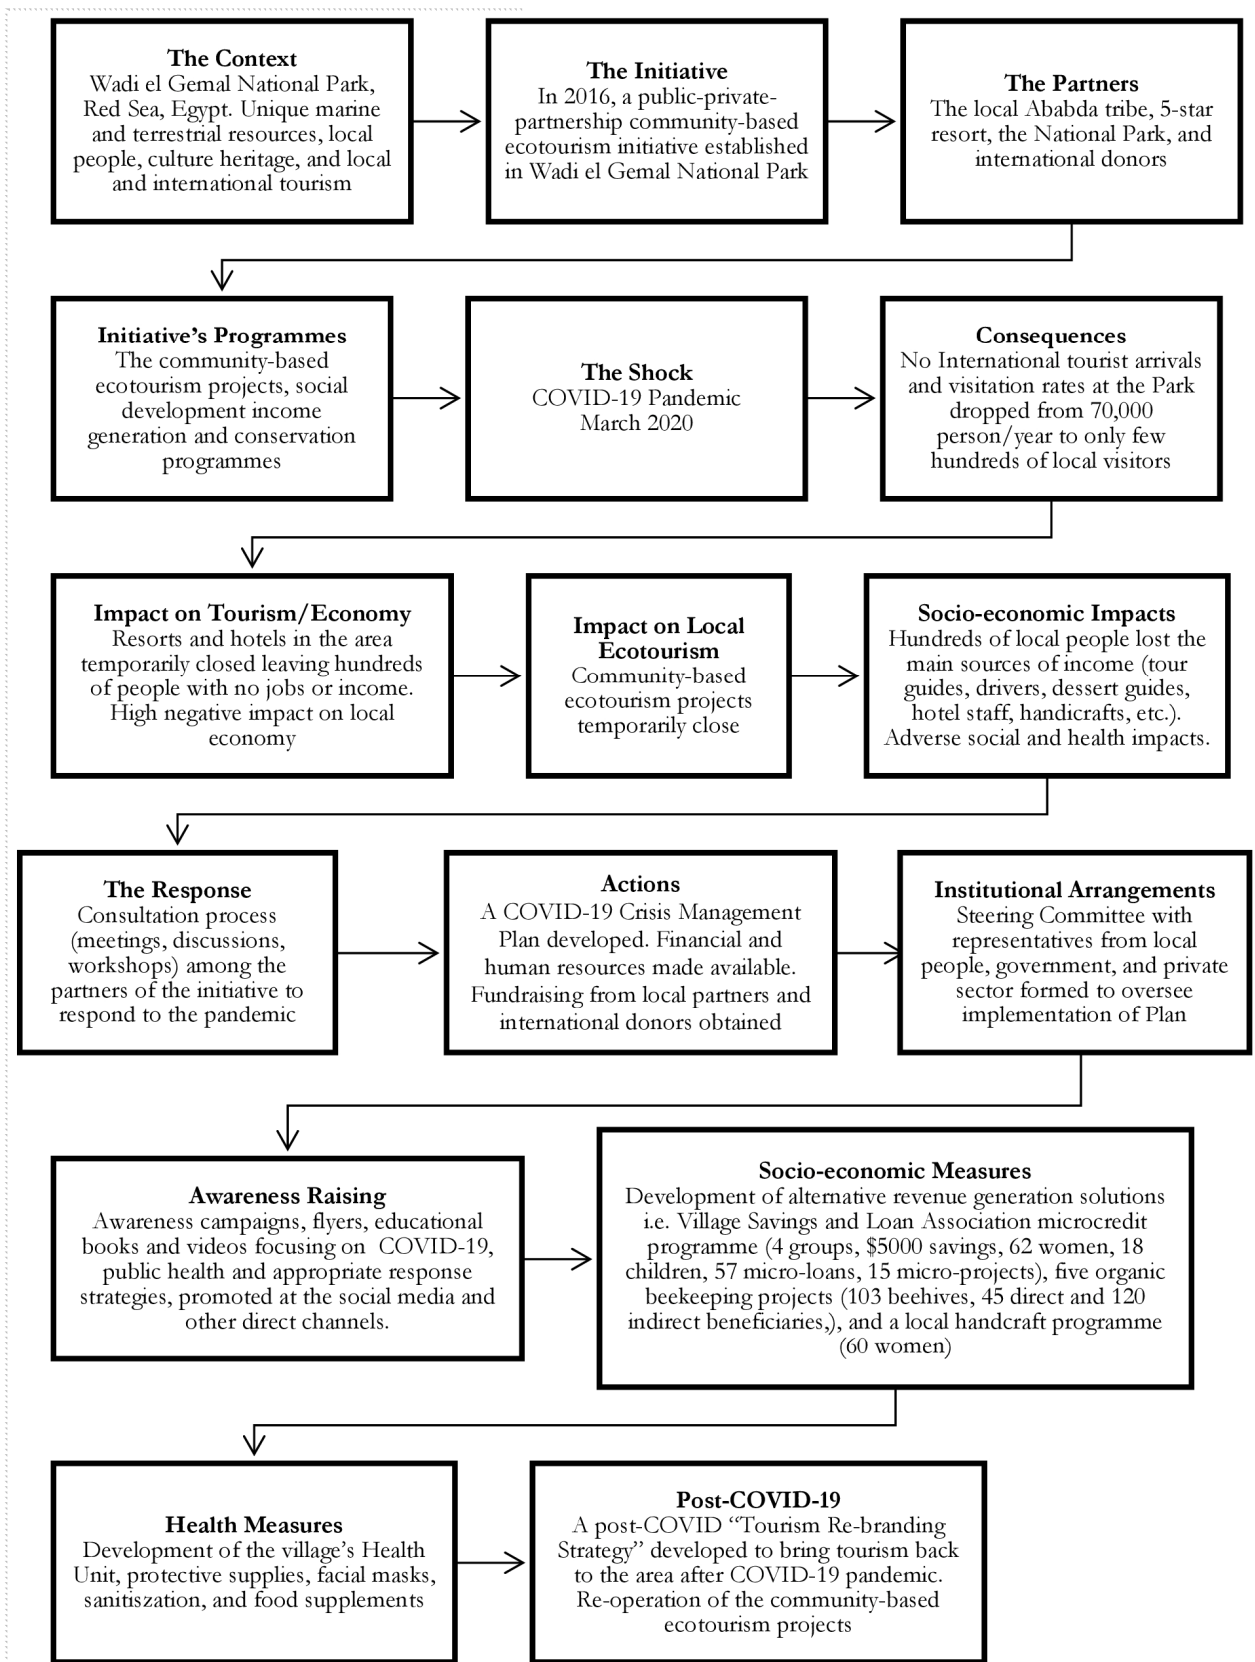 The Context
Wadi el Gemal National Park,
Red Sea, Egypt. Unique marine
and terrestrial resources, local
people, culture heritage, and local
and international tourism
The Initiative
In 2016, a public-private-
partnership community-based
ecotourism initiative established
in Wadi el Gemal National Park
The Partners
The local Ababda tribe, 5-star
resort, the National Park, and
international donors
Initiative’s Programmes
The community-based
ecotourism projects, social
development income
generation and conservation
programmes
The Shock
COVID-19 Pandemic
March 2020
Consequences
No International tourist arrivals
and visitation rates at the Park
dropped from 70,000
person/year to only few
hundreds of local visitors
Impact on Tourism/Economy
Resorts and hotels in the area
temporarily closed leaving hundreds
of people with no jobs or income.
High negative impact on local
economy
Impact on Local
Ecotourism
Community-based
ecotourism projects
temporarily close
Socio-economic Impacts
Hundreds of local people lost the
main sources of income (tour
guides, drivers, dessert guides,
hotel staff, handicrafts, etc.).
Adverse social and health impacts.
The Response
Consultation process
(meetings, discussions,
workshops) among the
partners of the initiative to
respond to the pandemic
Actions
A COVID-19 Crisis Management
Plan developed. Financial and
human resources made available.
Fundraising from local partners and
international donors obtained
Institutional Arrangements
Steering Committee with
representatives from local
people, government, and private
sector formed to oversee
implementation of Plan
Awareness Raising
Awareness campaigns, flyers, educational
books and videos focusing on COVID-19,
public health and appropriate response
strategies, promoted at the social media and
other direct channels.
Socio-economic Measures
Development of alternative revenue generation solutions
i.e. Village Savings and Loan Association microcredit
programme (4 groups, $5000 savings, 62 women, 18
children, 57 micro-loans, 15 micro-projects), five organic
beekeeping projects (103 beehives, 45 direct and 120
indirect beneficiaries,), and a local handcraft programme
(60 women)
Health Measures
Development of the village’s Health
Unit, protective supplies, facial masks,
sanitiszation, and food supplements
Post-COVID-19
A post-COVID “Tourism Re-branding
Strategy” developed to bring tourism back
to the area after COVID-19 pandemic.
Re-operation of the community-based
ecotourism projects